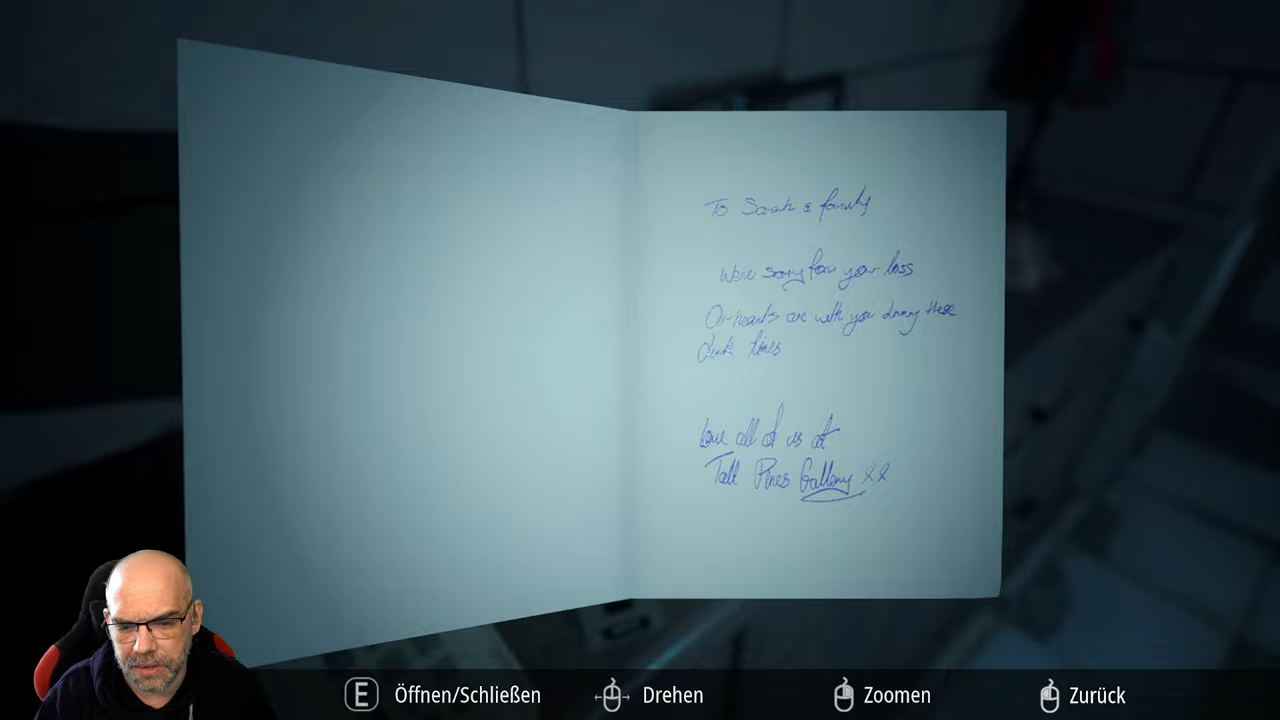 To Sarah & family
We're sorry for your loss
Our hearts are with you during these
dark times
Love all of us at
Tall Pines Gallery xx
E Öffnen/Schließen Drehen Zoomen Zurück